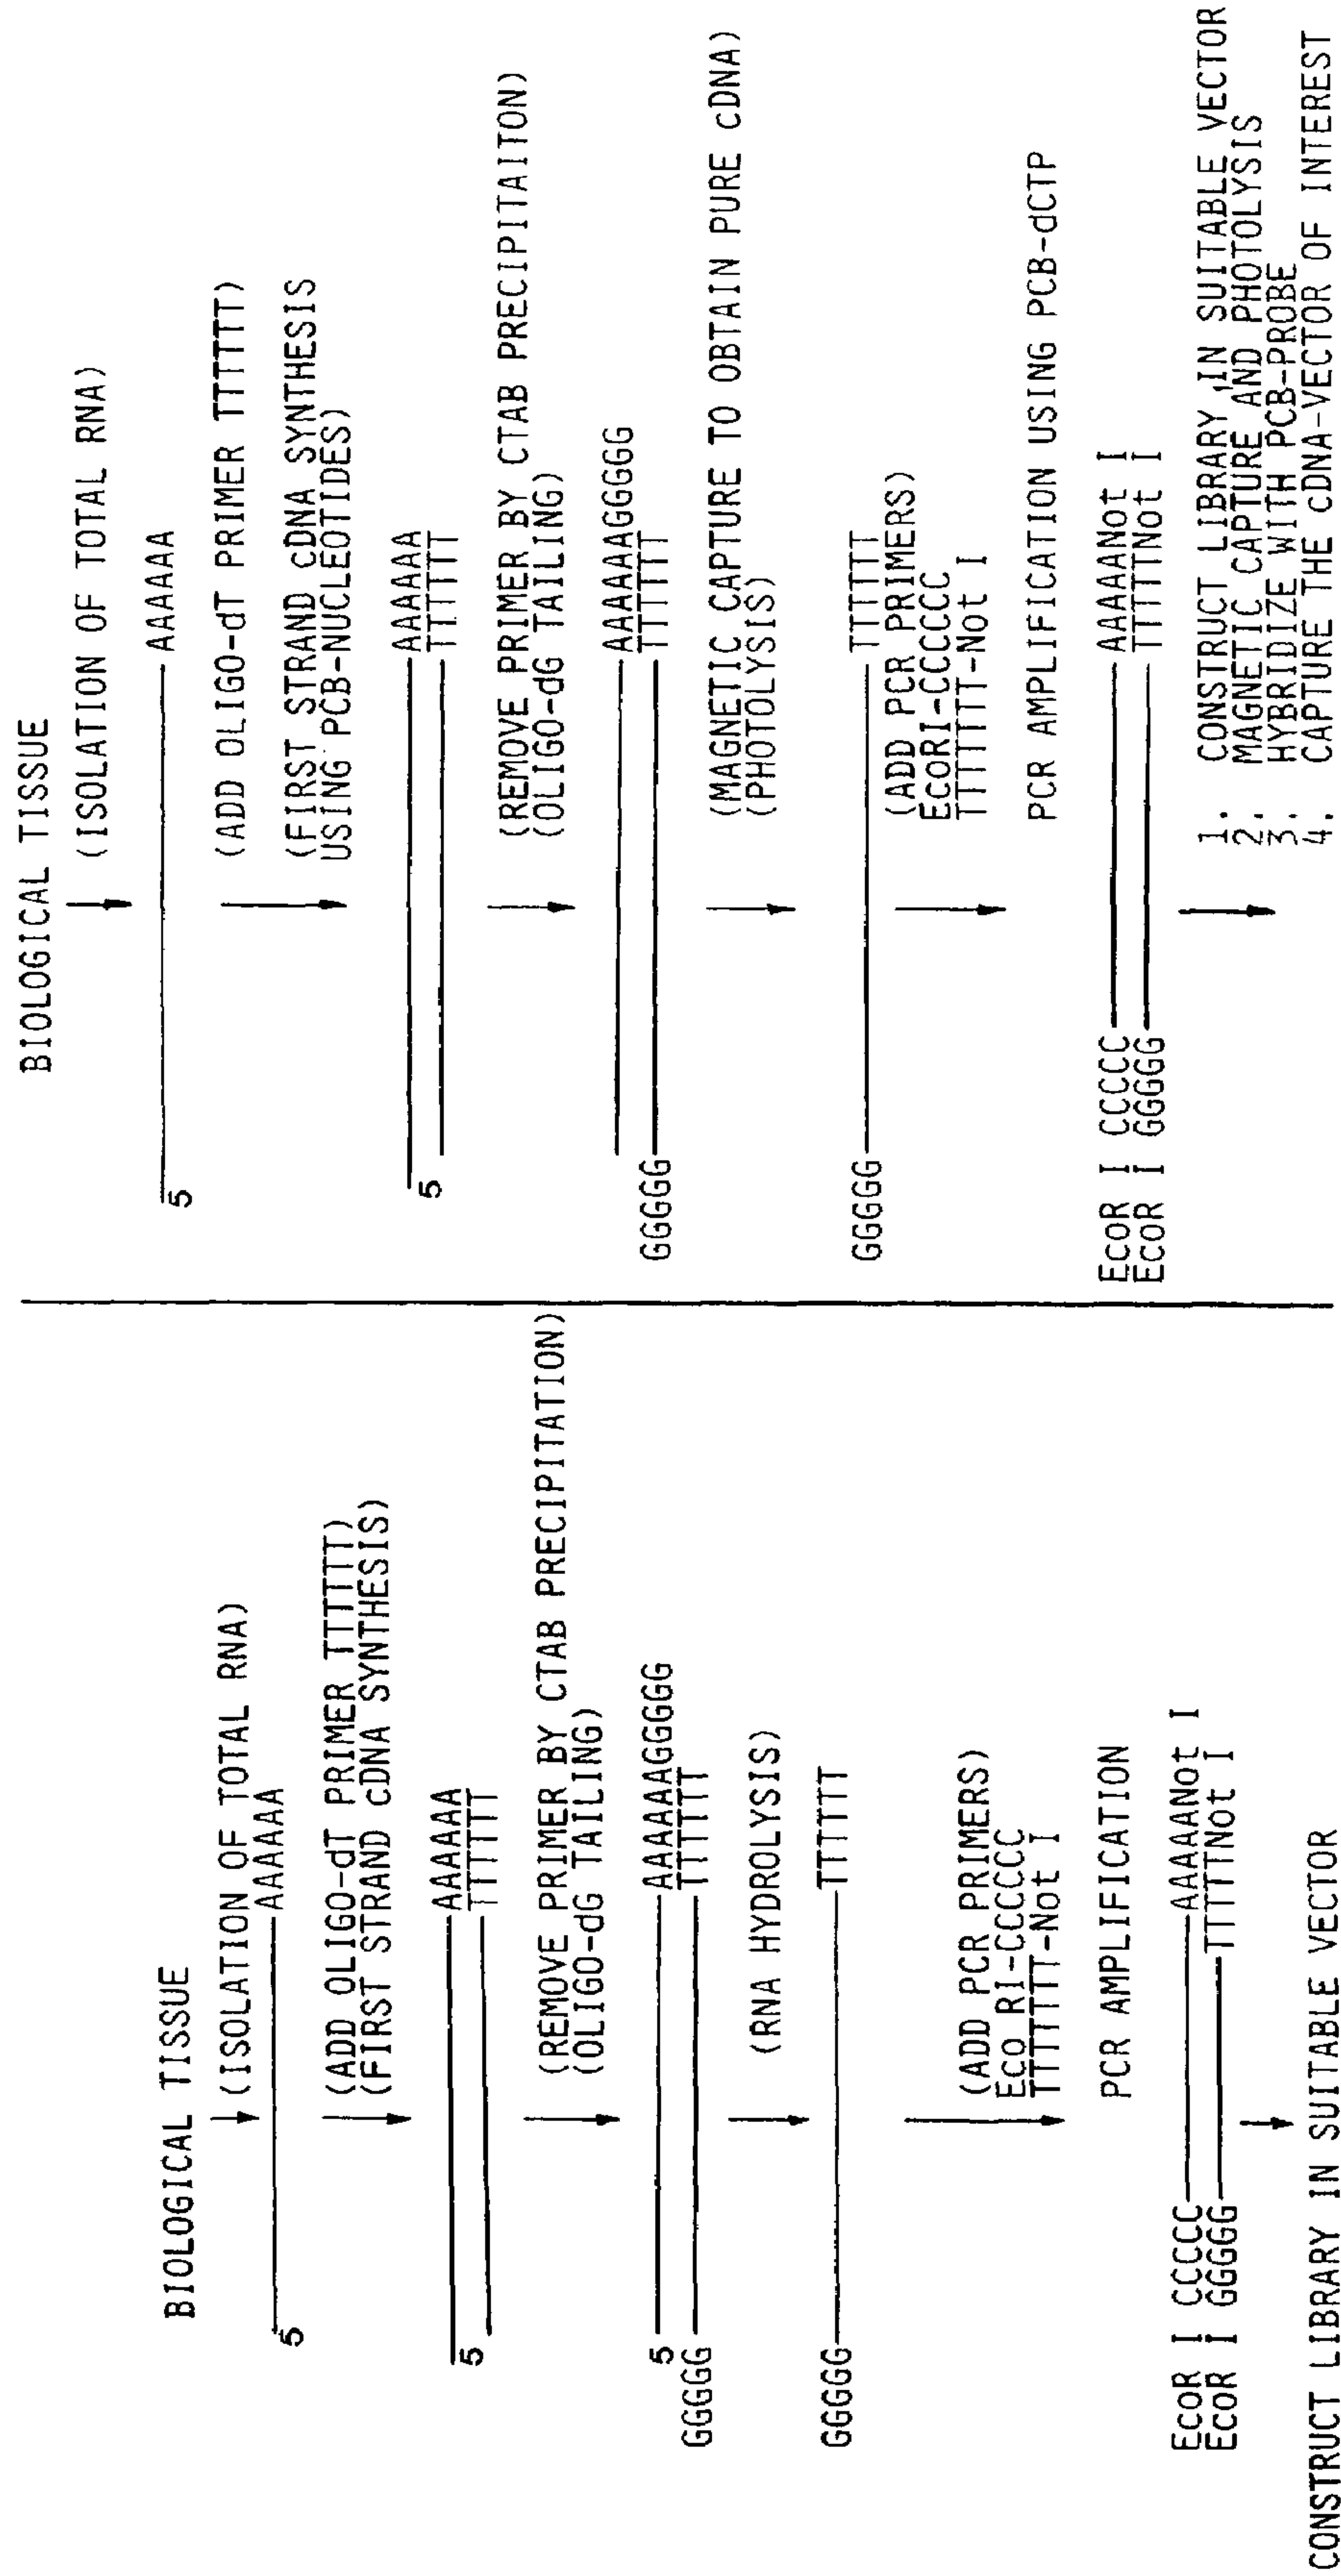 BIOLOGICAL TISSUE
(ISOLATION OF TOTAL RNA)
AAAAAA
5
(ADD OLIGO-dT PRIMER TTTTTT)
(FIRST STRAND CDNA SYNTHESIS)
AAAAAA
TTTTTT
5
(REMOVE PRIMER BY CTAB PRECIPITATION)
(OLIGO-dG TAILING)
AAAAAAGGGGG
5
GGGGG TTTTTT
(RNA HYDROLYSIS)
GGGGG TTTTTT
(ADD PCR PRIMERS)
Eco RI-CCCCCC
TTTTTTT-Not I
PCR AMPLIFICATION
EcoR I CCCCC AAAAANot I
EcoR I GGGGG TTTTTNot I
CONSTRUCT LIBRARY IN SUITABLE VECTOR
BIOLOGICAL TISSUE
(ISOLATION OF TOTAL RNA)
AAAAAA
5
(ADD OLIGO-dT PRIMER TTTTTT)
(FIRST STRAND cDNA SYNTHESIS
USING PCB-NUCLEOTIDES)
AAAAAA
5
TTTTTT
(REMOVE PRIMER BY CTAB PRECIPITAITON)
(OLIGO-dG TAILING)
AAAAAAGGGGG
GGGGG TTTTTT
(MAGNETIC CAPTURE TO OBTAIN PURE cDNA)
(PHOTOLYSIS)
GGGGG TTTTTT
(ADD PCR PRIMERS)
EcoRI-CCCCCC
TTTTTTT-Not I
PCR AMPLIFICATION USING PCB-dCTP
EcoR I CCCCC AAAAANot I
EcoR I GGGGG TTTTTNot I
1. CONSTRUCT LIBRARY, IN SUITABLE VECTOR
2. MAGNETIC CAPTURE AND PHOTOLYSIS
3. HYBRIDIZE WITH PCB-PROBE
4. CAPTURE THE CDNA-VECTOR OF INTEREST